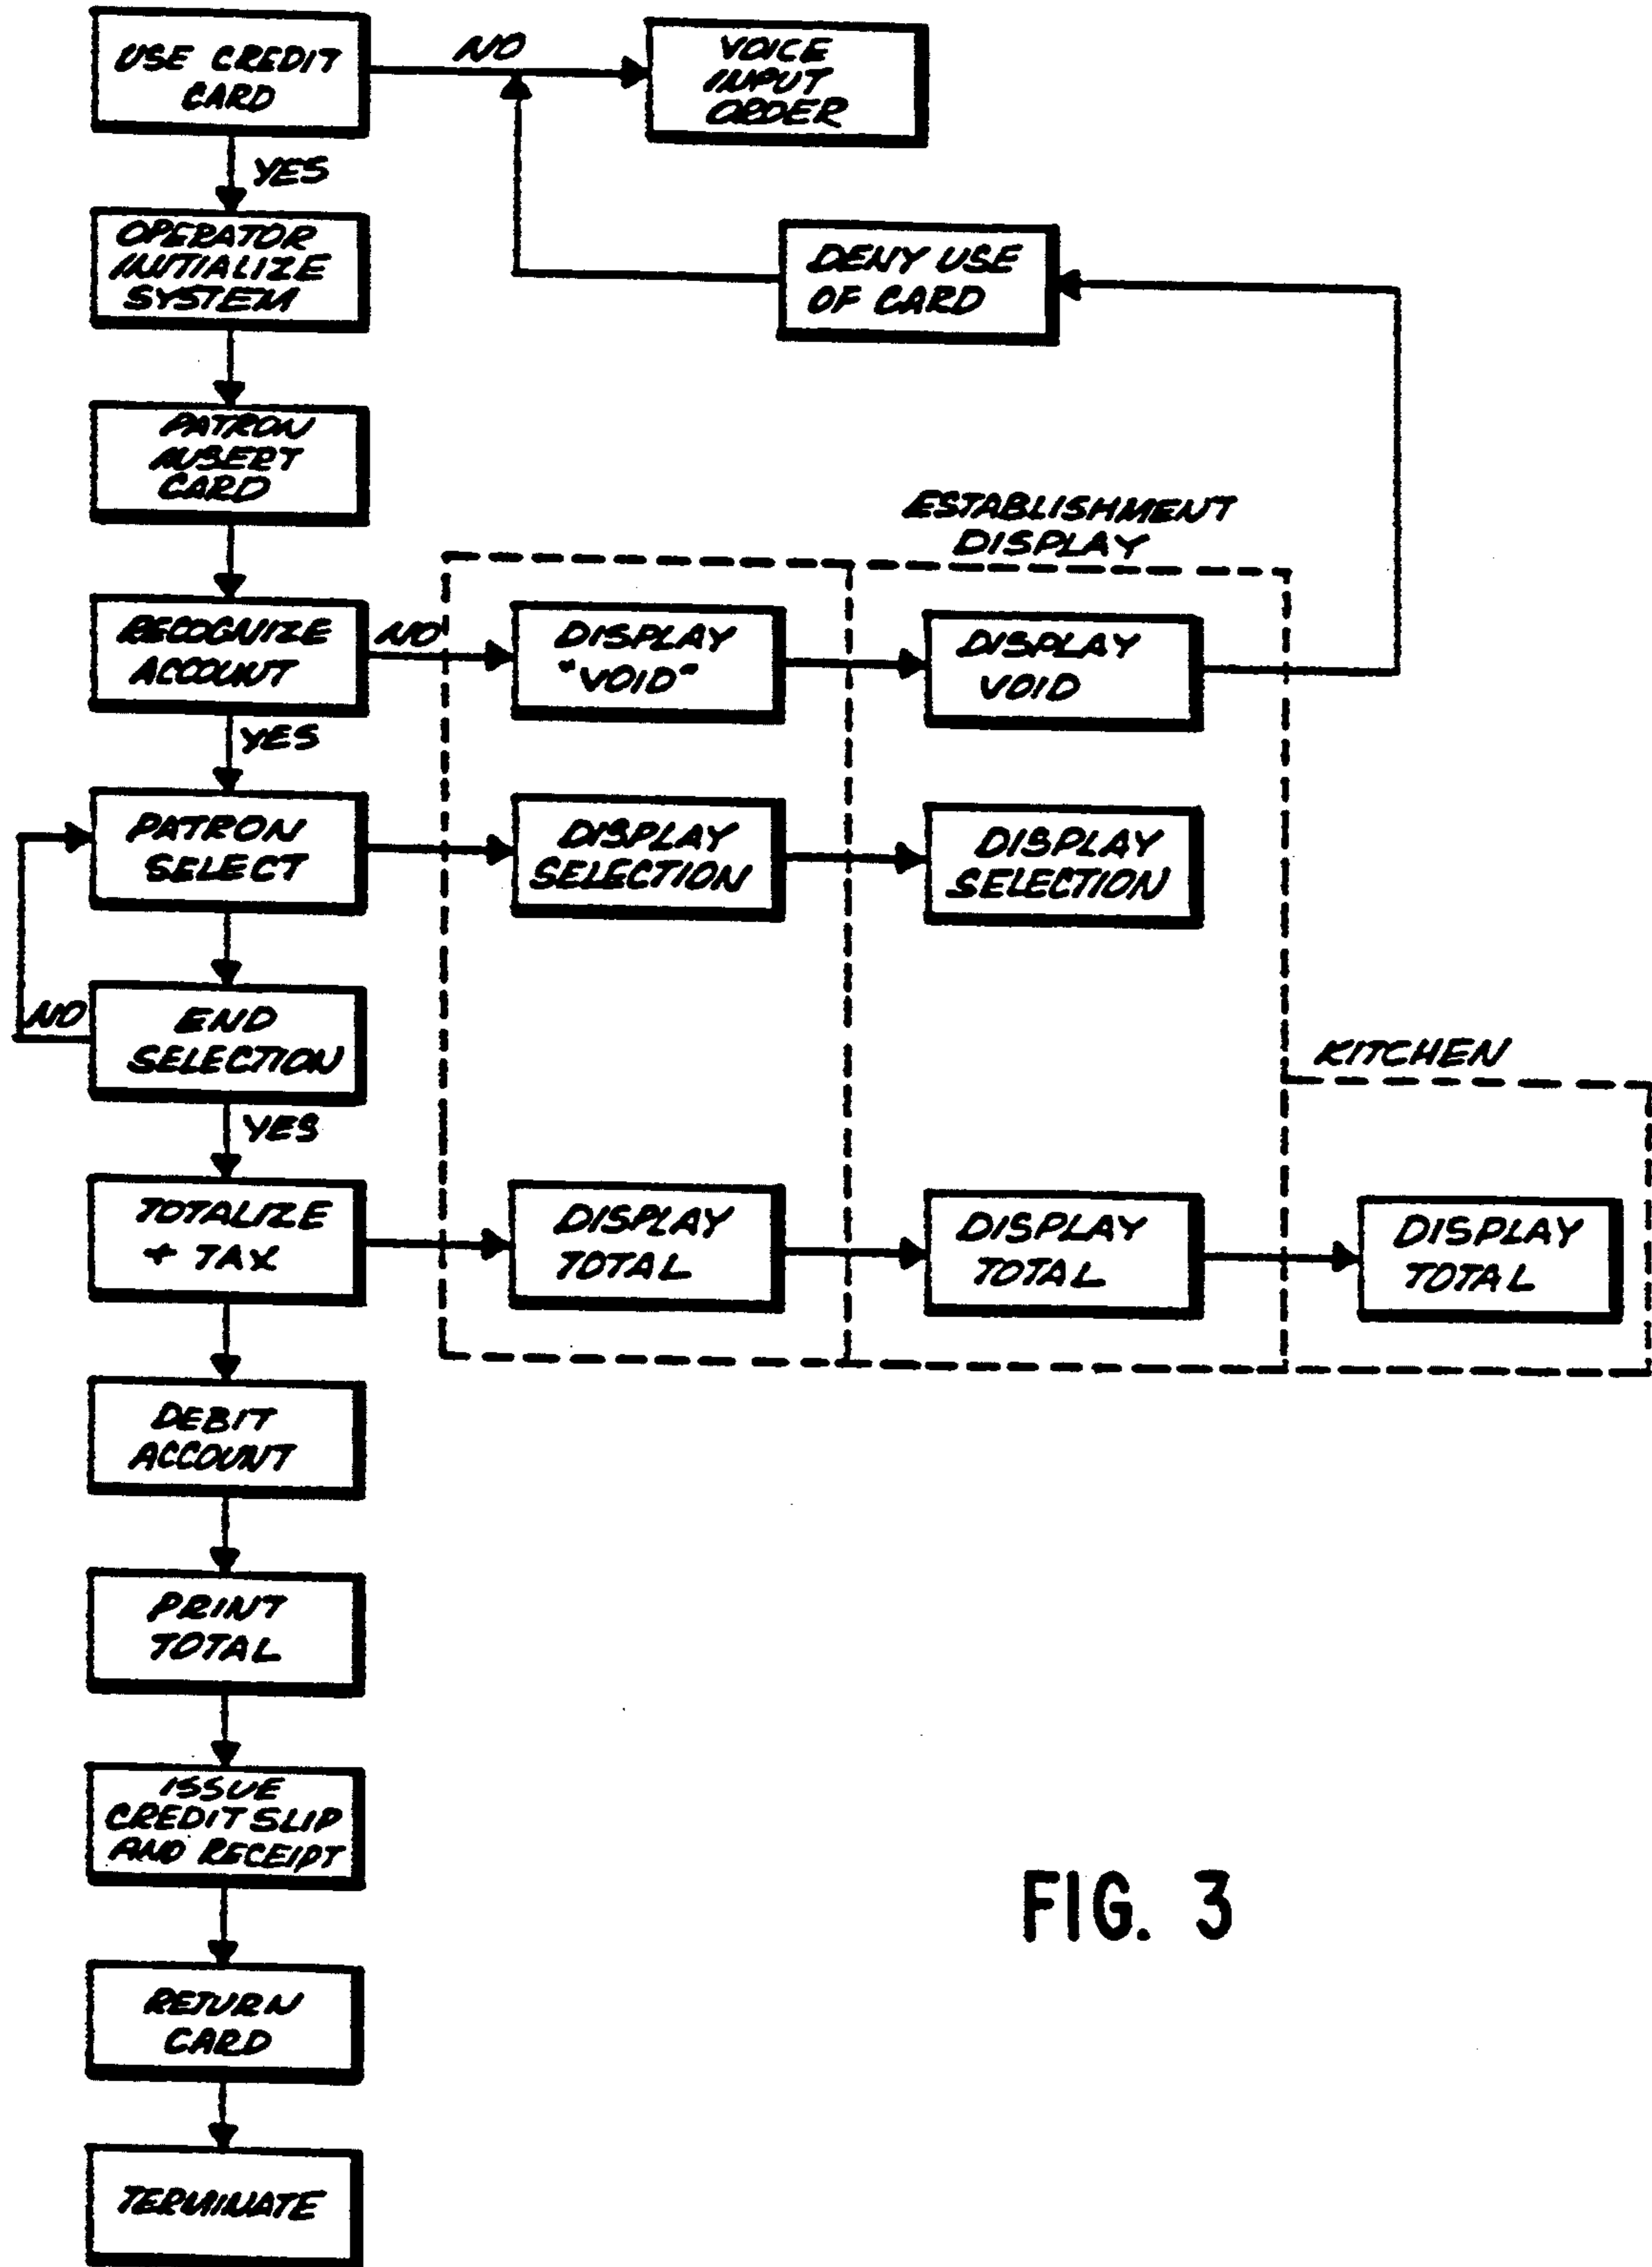 USE CREDIT
CARD
NO
VOICE
INPUT
ORDER
YES
OPERATOR
INITIALIZE
SYSTEM
DENY USE
OF CARD
PATRON
INSERT
CARD
ESTABLISHMENT
DISPLAY
RECOGNIZE
ACCOUNT
NO
DISPLAY
"VOID"
DISPLAY
VOID
YES
PATRON
SELECT
DISPLAY
SELECTION
DISPLAY
SELECTION
NO
END
SELECTION
KITCHEN
YES
TOTALIZE
+ TAX
DISPLAY
TOTAL
DISPLAY
TOTAL
DISPLAY
TOTAL
DEBIT
ACCOUNT
PRINT
TOTAL
ISSUE
CREDIT SLIP
AND RECEIPT
RETURN
CARD
TERMINATE
FIG. 3